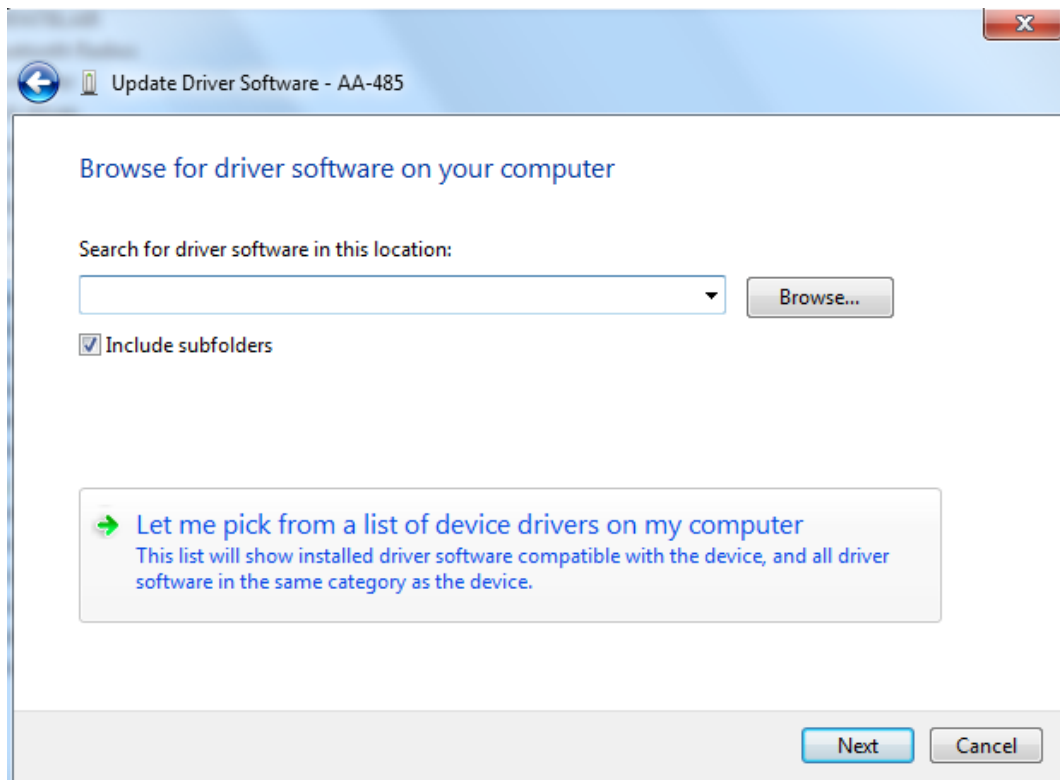 Update Driver Software - AA-485
Browse for driver software on your computer
Search for driver software in this location:
Browse...
Include subfolders
Let me pick from a list of device drivers on my computer
This list will show installed driver software compatible with the device, and all driver
software in the same category as the device.
Next
Cancel